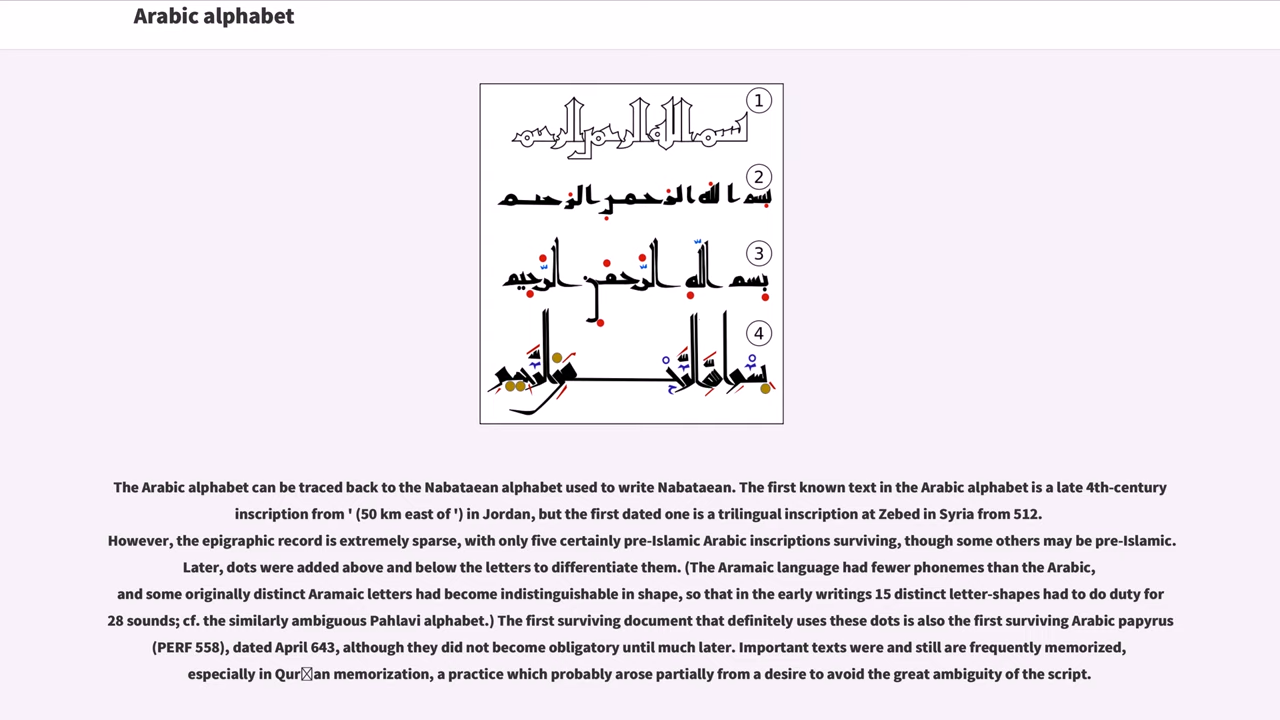 Arabic alphabet
1
بسم الله الرحمن الرحيم
2
بسم الله الرحمن الرحيم
3
بسم اللّه الرّحمن الرّحيم
4
بسم الله الرحمن الرحيم
The Arabic alphabet can be traced back to the Nabataean alphabet used to write Nabataean. The first known text in the Arabic alphabet is a late 4th-century
inscription from ' (50 km east of ') in Jordan, but the first dated one is a trilingual inscription at Zebed in Syria from 512.
However, the epigraphic record is extremely sparse, with only five certainly pre-Islamic Arabic inscriptions surviving, though some others may be pre-Islamic.
Later, dots were added above and below the letters to differentiate them. (The Aramaic language had fewer phonemes than the Arabic,
and some originally distinct Aramaic letters had become indistinguishable in shape, so that in the early writings 15 distinct letter-shapes had to do duty for
28 sounds; cf. the similarly ambiguous Pahlavi alphabet.) The first surviving document that definitely uses these dots is also the first surviving Arabic papyrus
(PERF 558), dated April 643, although they did not become obligatory until much later. Important texts were and still are frequently memorized,
especially in Qur□an memorization, a practice which probably arose partially from a desire to avoid the great ambiguity of the script.